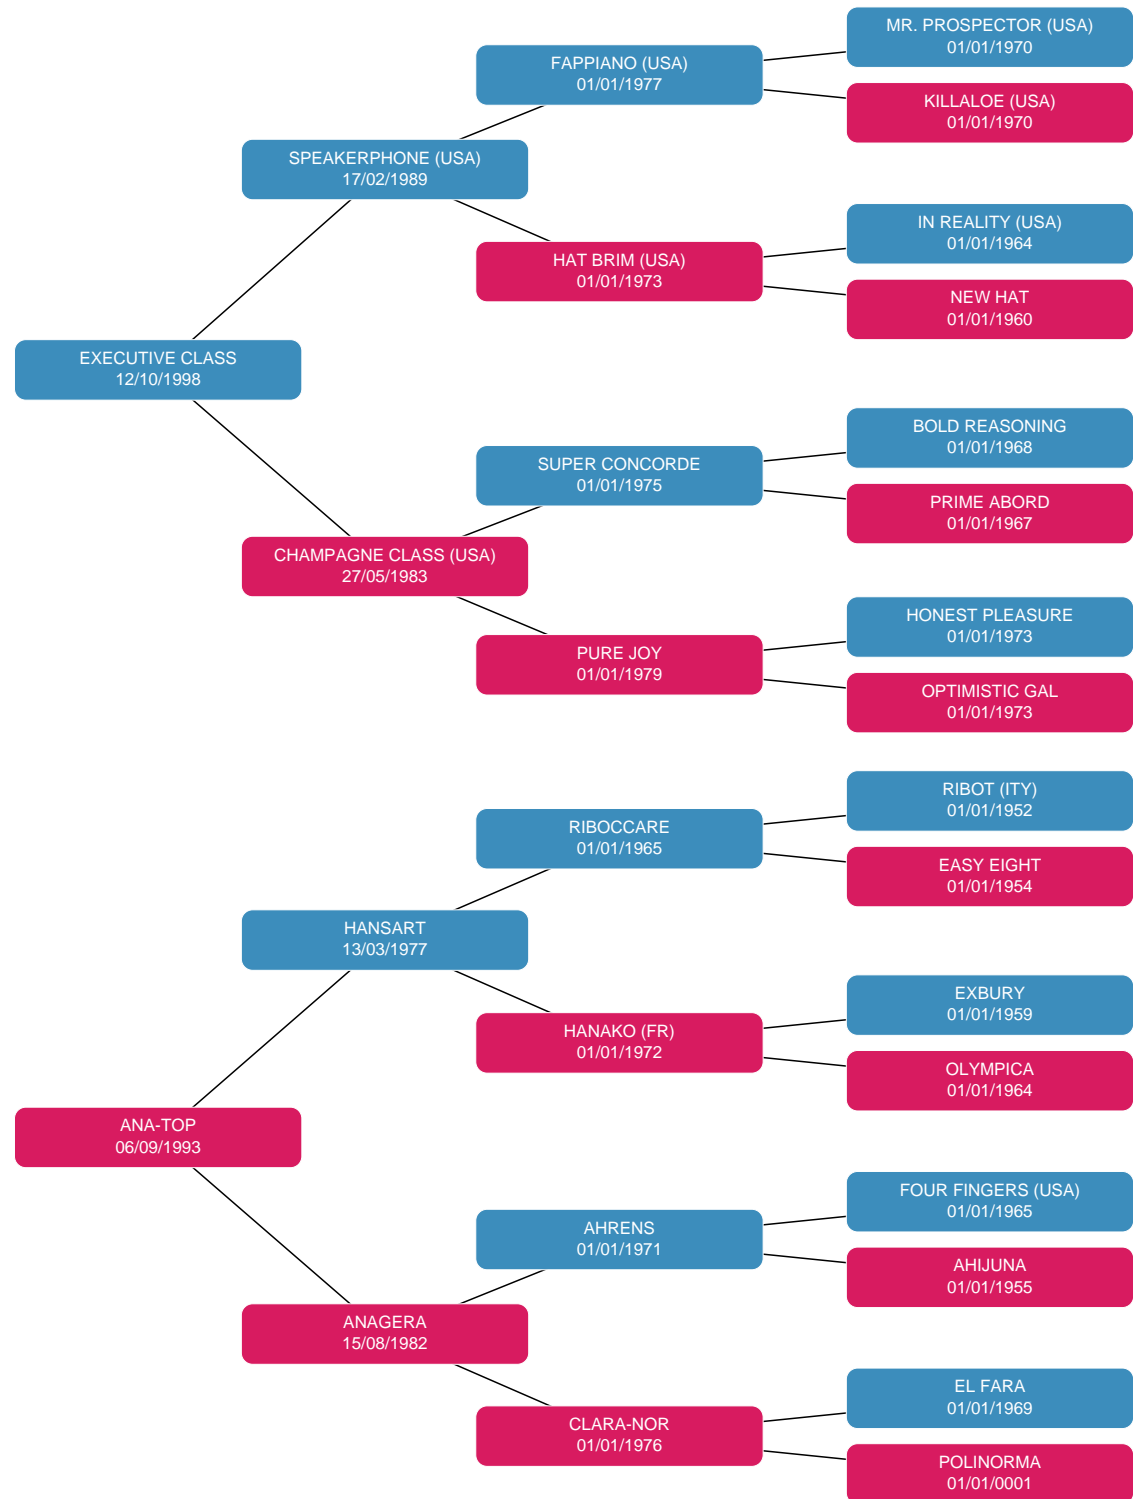 MR. PROSPECTOR (USA)
01/01/1970
FAPPIANO (USA)
01/01/1977
KILLALOE (USA)
01/01/1970
SPEAKERPHONE (USA)
17/02/1989
IN REALITY (USA)
01/01/1964
HAT BRIM (USA)
01/01/1973
NEW HAT
01/01/1960
EXECUTIVE CLASS
12/10/1998
BOLD REASONING
01/01/1968
SUPER CONCORDE
01/01/1975
PRIME ABORD
01/01/1967
CHAMPAGNE CLASS (USA)
27/05/1983
HONEST PLEASURE
01/01/1973
PURE JOY
01/01/1979
OPTIMISTIC GAL
01/01/1973
RIBOT (ITY)
01/01/1952
RIBOCCARE
01/01/1965
EASY EIGHT
01/01/1954
HANSART
13/03/1977
EXBURY
01/01/1959
HANAKO (FR)
01/01/1972
OLYMPICA
01/01/1964
ANA-TOP
06/09/1993
FOUR FINGERS (USA)
01/01/1965
AHRENS
01/01/1971
AHIJUNA
01/01/1955
ANAGERA
15/08/1982
EL FARA
01/01/1969
CLARA-NOR
01/01/1976
POLINORMA
01/01/0001